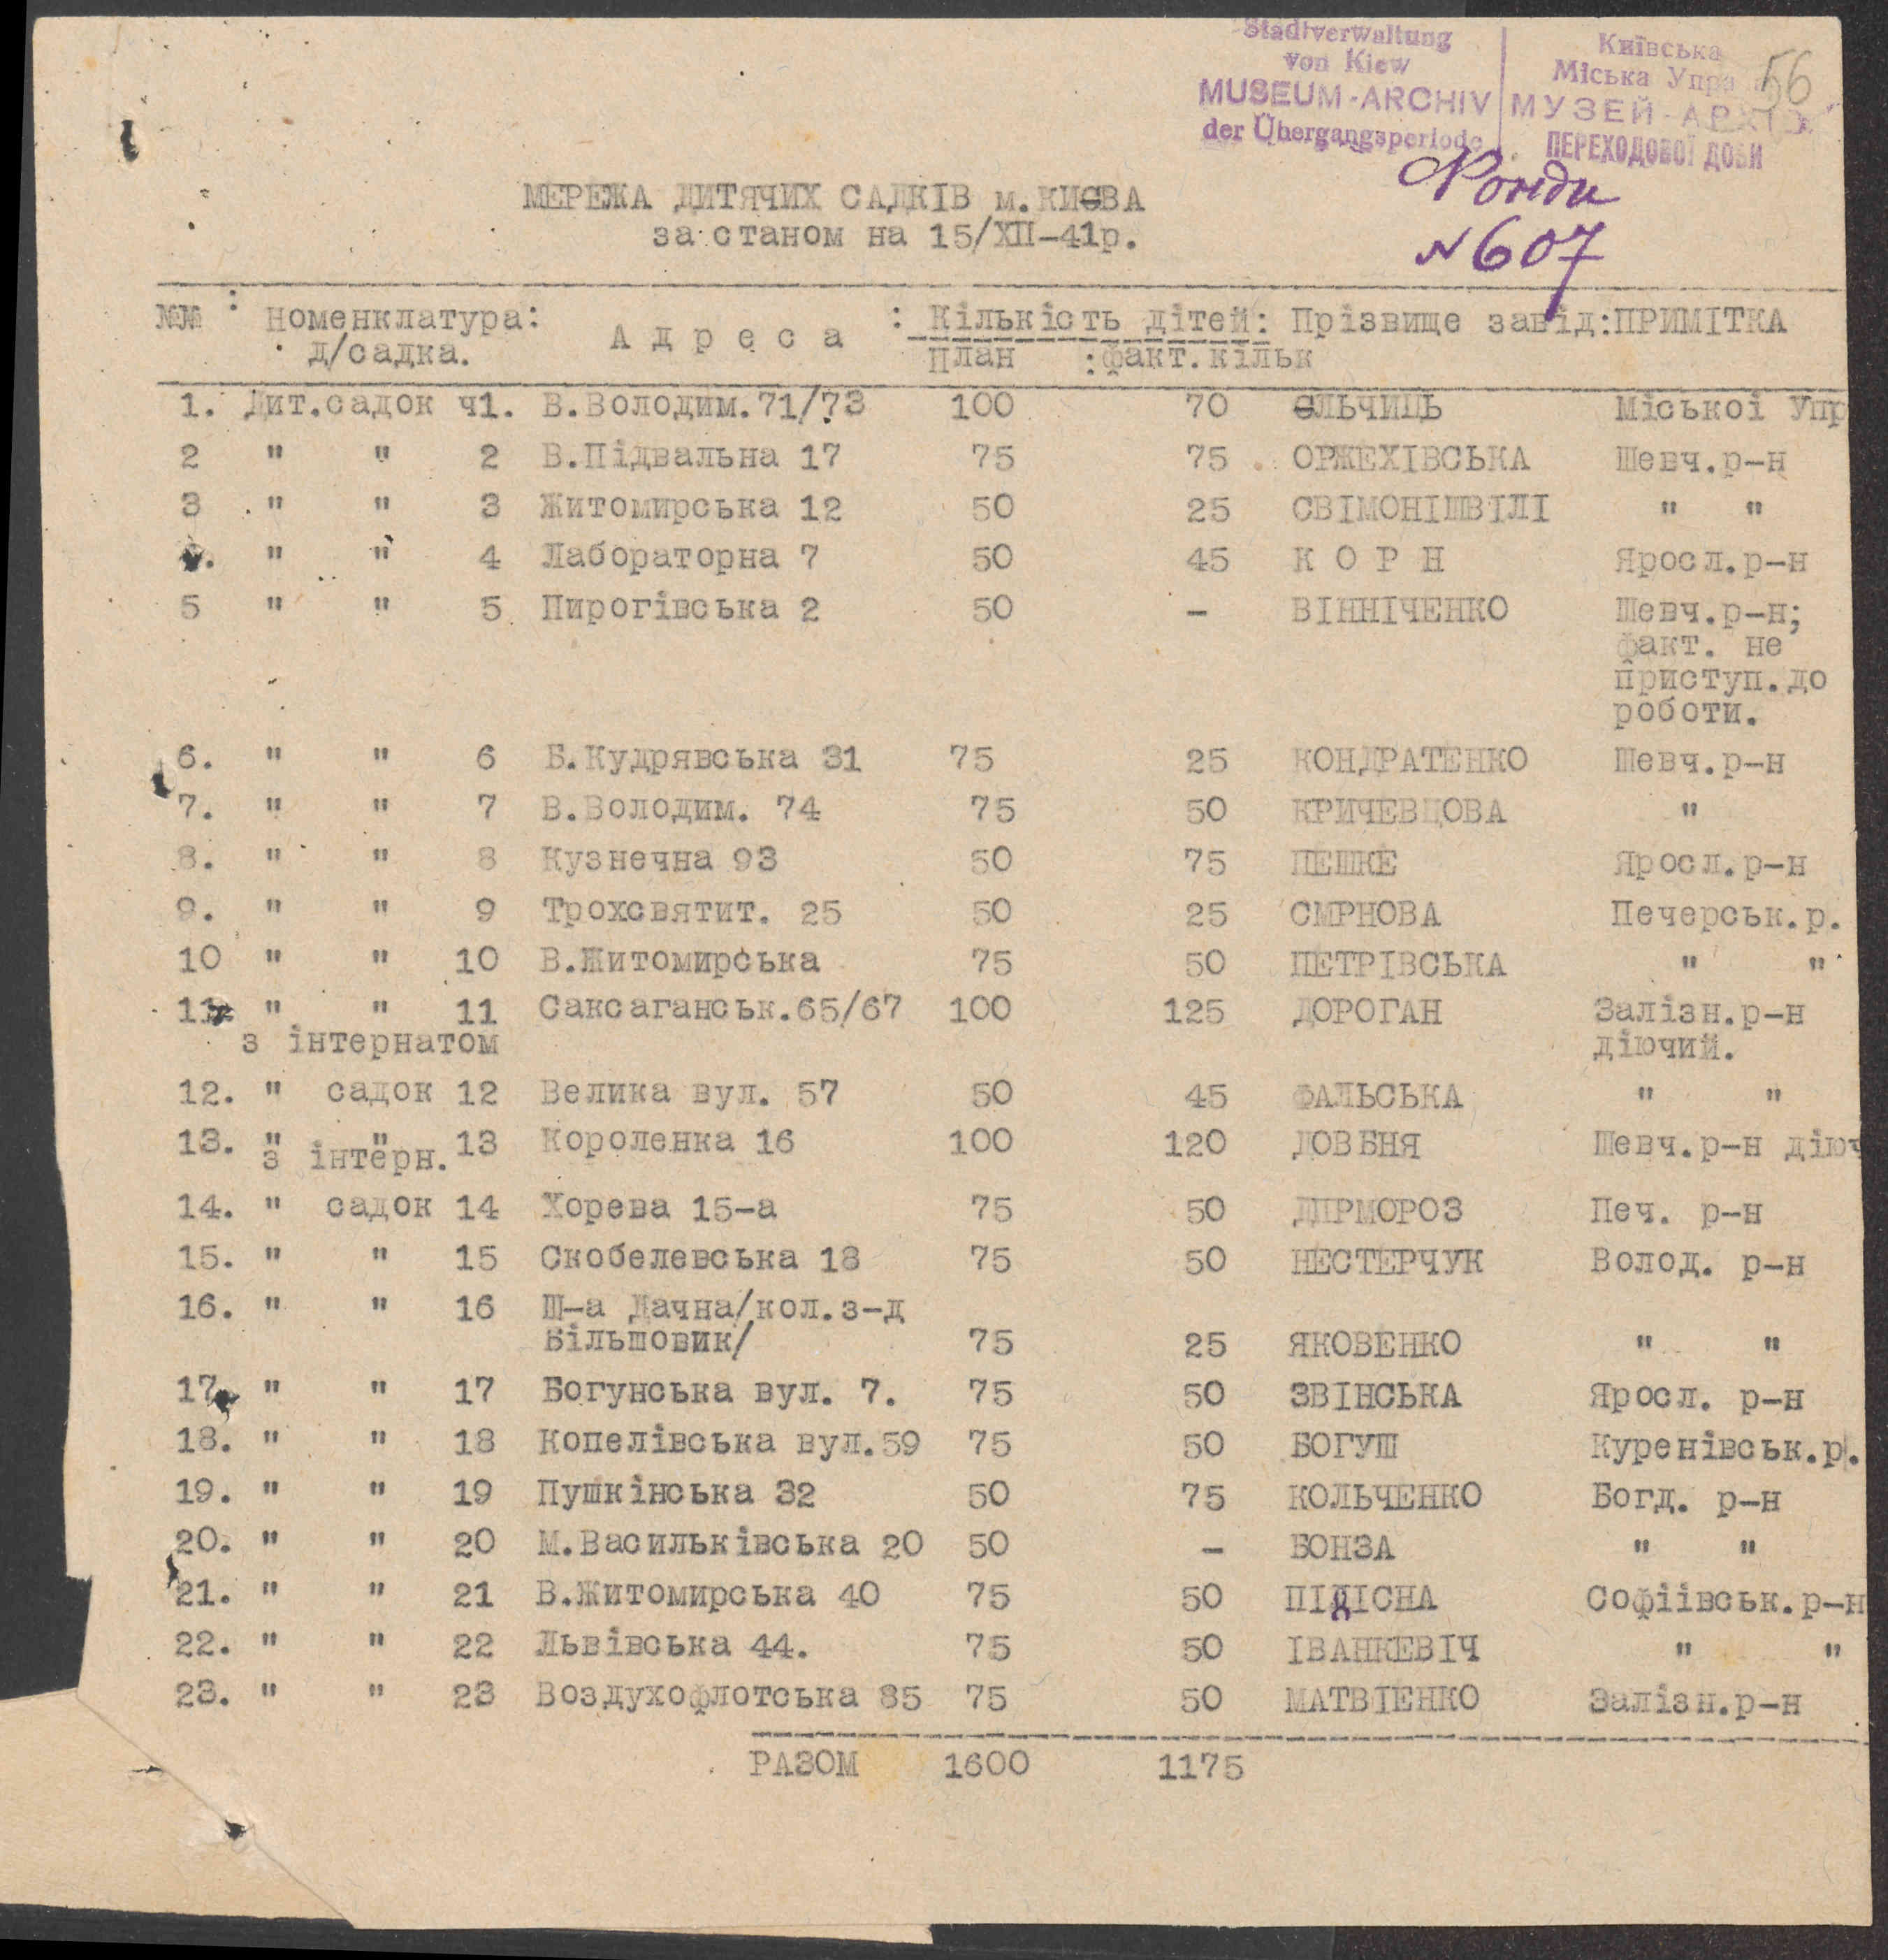 Stadtverwaltung
von Kiew
MUSEUM-ARCHIV
der Übergangsperiode
Київська
Міська Упра
МУЗЕЙ-АРХІВ
ПЕРЕХОДОВОЇ ДОБИ
56
Фонди
N 607
МЕРЕЖА ДИТЯЧИХ САДКІВ м.КИЄВА
за станом на 15/XII-41р.
№№ : Номенклатура: А д р е с а : Кількість дітей: Прізвище завід:ПРИМІТКА
д/садка. План :факт.кільк
1. Дит.садок ч1. В.Володим.71/73 100 70 ЄЛЬЧИЦЬ Міської Упр
2 " " 2 В.Підвальна 17 75 75 ОРЖЕХІВСЬКА Шевч.р-н
3 " " 3 Житомирська 12 50 25 СВІМОНІШВІЛІ " "
4. " " 4 Лабораторна 7 50 45 К О Р Н Яросл.р-н
5 " " 5 Пирогівська 2 50 - ВІННІЧЕНКО Шевч.р-н;
факт. не
приступ.до
роботи.
6. " " 6 Б.Кудрявська 31 75 25 КОНДРАТЕНКО Шевч.р-н
7. " " 7 В.Володим. 74 75 50 КРИЧЕВЦОВА "
8. " " 8 Кузнечна 93 50 75 ПЕШКЕ Яросл.р-н
9. " " 9 Трохсвятит. 25 50 25 СМРНОВА Печерськ.р.
10 " " 10 В.Житомирська 75 50 ПЕТРІВСЬКА " "
11 " " 11 Саксаганськ.65/67 100 125 ДОРОГАН Залізн.р-н
з інтернатом діючий.
12. " садок 12 Велика вул. 57 50 45 ФАЛЬСЬКА " "
13. " " 13 Короленка 16 100 120 ДОВБНЯ Шевч.р-н діюч
з інтерн.
14. " садок 14 Хорева 15-а 75 50 ДИРМОРОЗ Печ. р-н
15. " " 15 Скобелевська 18 75 50 НЕСТЕРЧУК Волод. р-н
16. " " 16 Ш-а Дачна/кол.з-д
Більшовик/ 75 25 ЯКОВЕНКО " "
17. " " 17 Богунська вул. 7. 75 50 ЗВІНСЬКА Яросл. р-н
18. " " 18 Копелівська вул.59 75 50 БОГУШ Куренівськ.р.
19. " " 19 Пушкінська 32 50 75 КОЛЬЧЕНКО Богд. р-н
20. " " 20 М.Васильківська 20 50 - БОНЗА " "
21. " " 21 В.Житомирська 40 75 50 ПІДІСНА Софіївськ.р-н
22. " " 22 Львівська 44. 75 50 ІВАНКЕВІЧ " "
23. " " 23 Воздухофлотська 85 75 50 МАТВІЕНКО Залізн.р-н
РАЗОМ 1600 1175